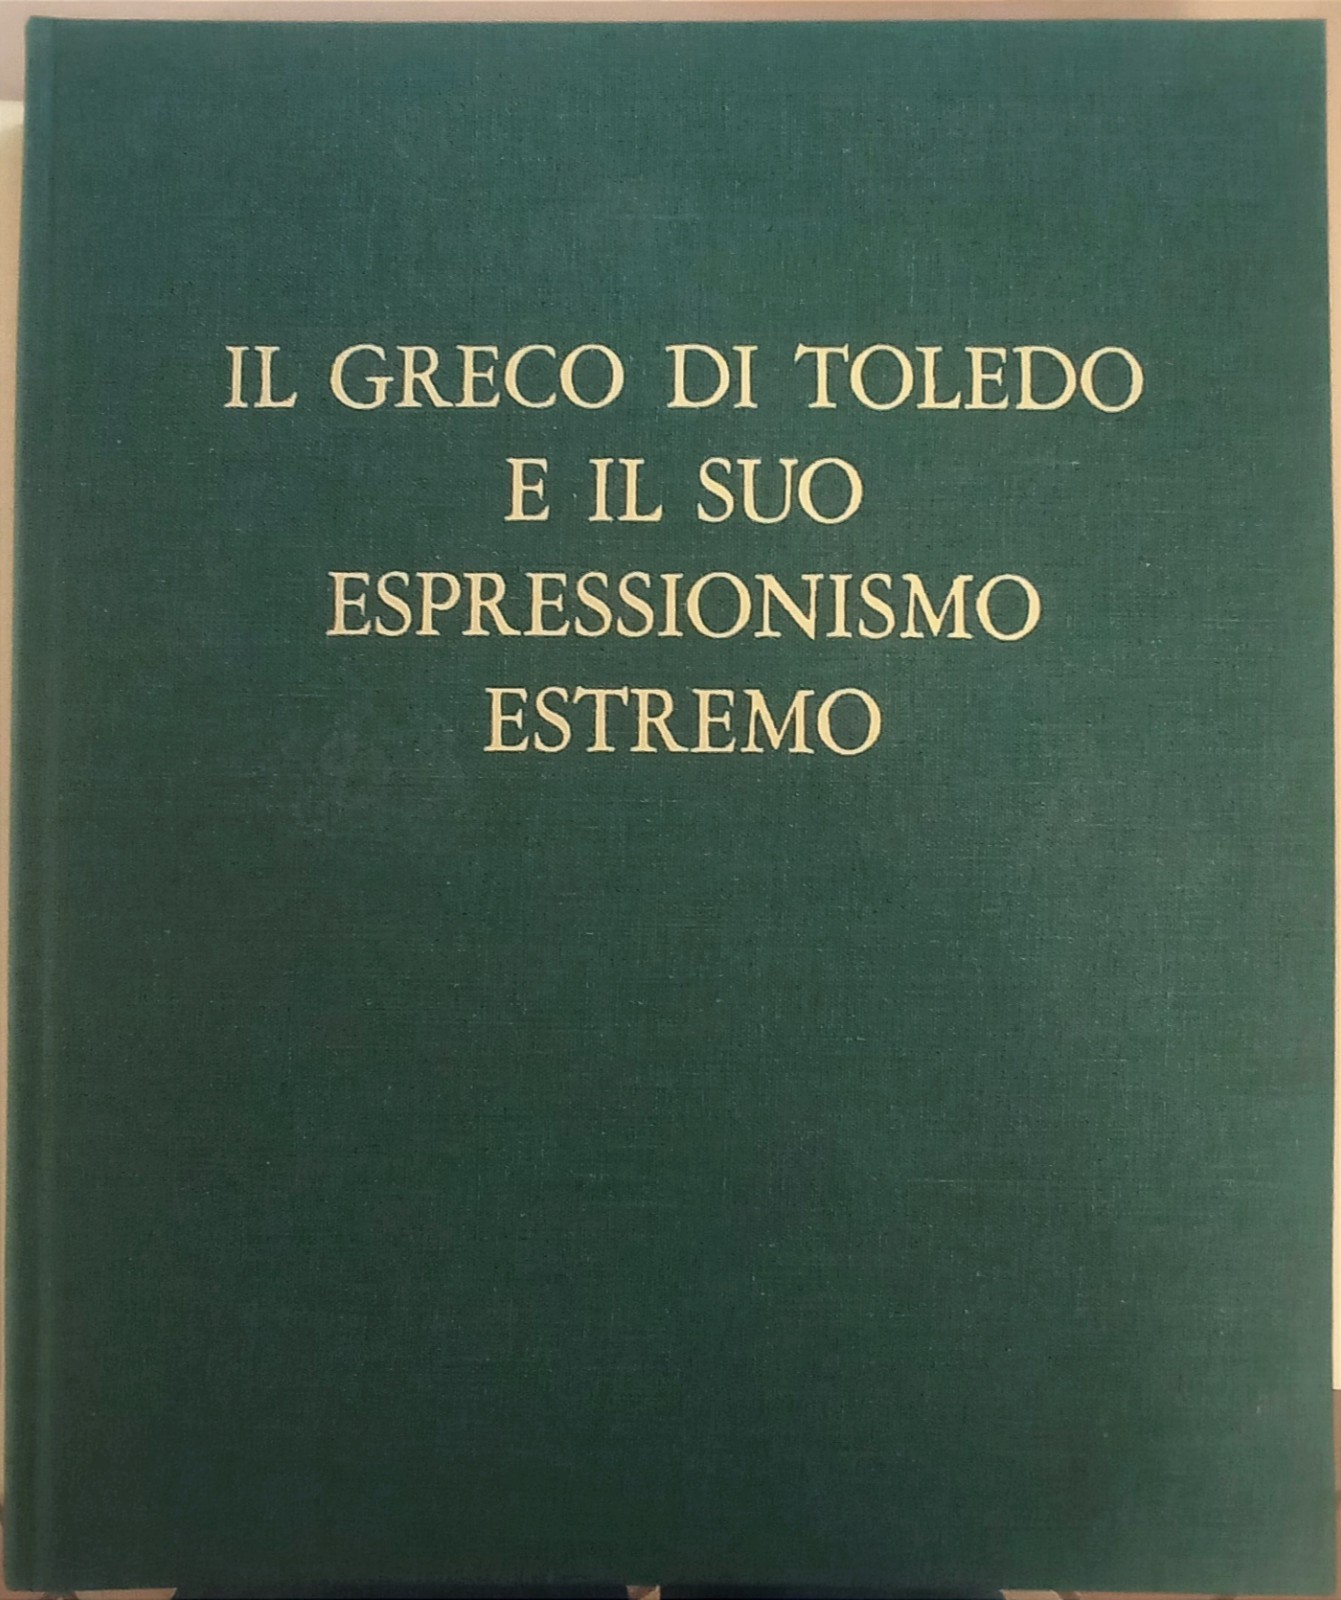 IL GRECO DI TOLEDO
E IL SUO
ESPRESSIONISMO
ESTREMO